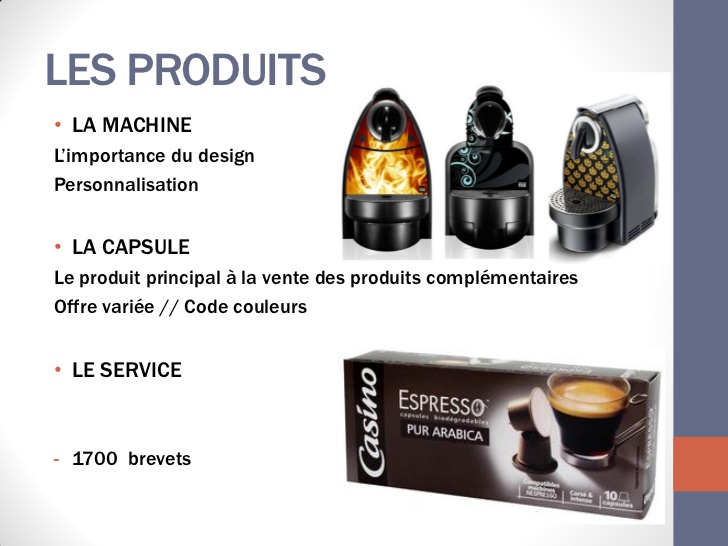 LES PRODUITS
• LA MACHINE
L'importance du design
Personnalisation
• LA CAPSULE
Le produit principal à la vente des produits complémentaires
Offre variée // Code couleurs
• LE SERVICE
- 1700 brevets
Casino
ESPRESSO
capsules biodégradables
PUR ARABICA
Compatibles
machines
NESPRESSO
Corsé &
intense
10
capsules